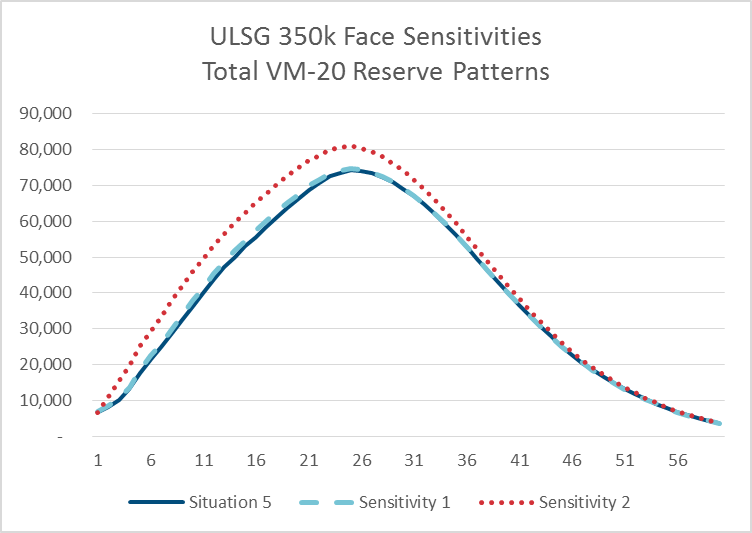 ULSG 350k Face Sensitivities
Total VM-20 Reserve Patterns
90,000
80,000
70,000
60,000
50,000
40,000
30,000
20,000
10,000
-
1 6 11 16 21 26 31 36 41 46 51 56
Situation 5 Sensitivity 1 Sensitivity 2